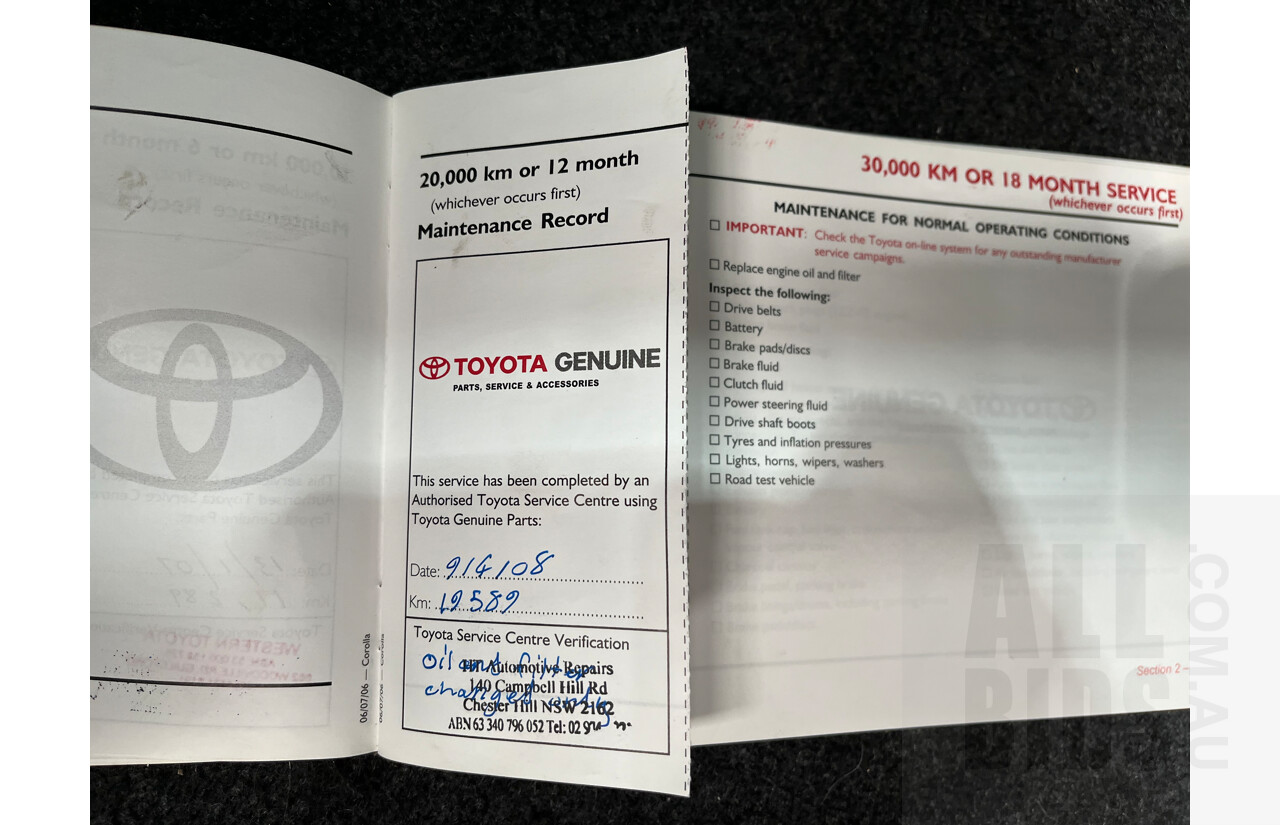 20,000 km or 12 month
(whichever occurs first)
Maintenance Record
TOYOTA GENUINE
PARTS, SERVICE & ACCESSORIES
This service has been completed by an
Authorised Toyota Service Centre using
Toyota Genuine Parts:
Date: 9/4/08
Km: 19589
Toyota Service Centre Verification
Oil and filter
changed only
Automotive Repairs
140 Campbell Hill Rd
Chester Hill NSW 2162
ABN 63 340 796 052 Tel: 02
06/07/06 — Corolla
30,000 KM OR 18 MONTH SERVICE
(whichever occurs first)
MAINTENANCE FOR NORMAL OPERATING CONDITIONS
IMPORTANT: Check the Toyota on-line system for any outstanding manufacturer
service campaigns.
Replace engine oil and filter
Inspect the following:
Drive belts
Battery
Brake pads/discs
Brake fluid
Clutch fluid
Power steering fluid
Drive shaft boots
Tyres and inflation pressures
Lights, horns, wipers, washers
Road test vehicle
Section 2 –
ALL
BIDS
.COM.AU